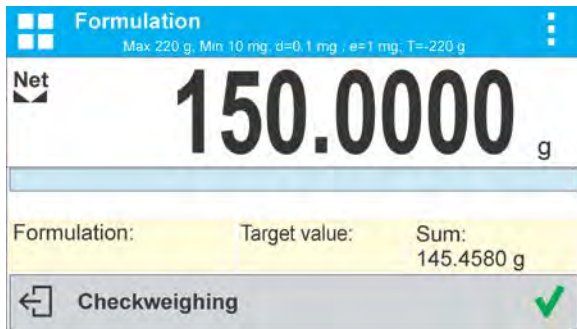 Formulation
Max 220 g, Min 10 mg, d=0.1 mg ; e=1 mg; T=-220 g
Net
150.0000 g
Formulation: Target value: Sum:
145.4580 g
Checkweighing